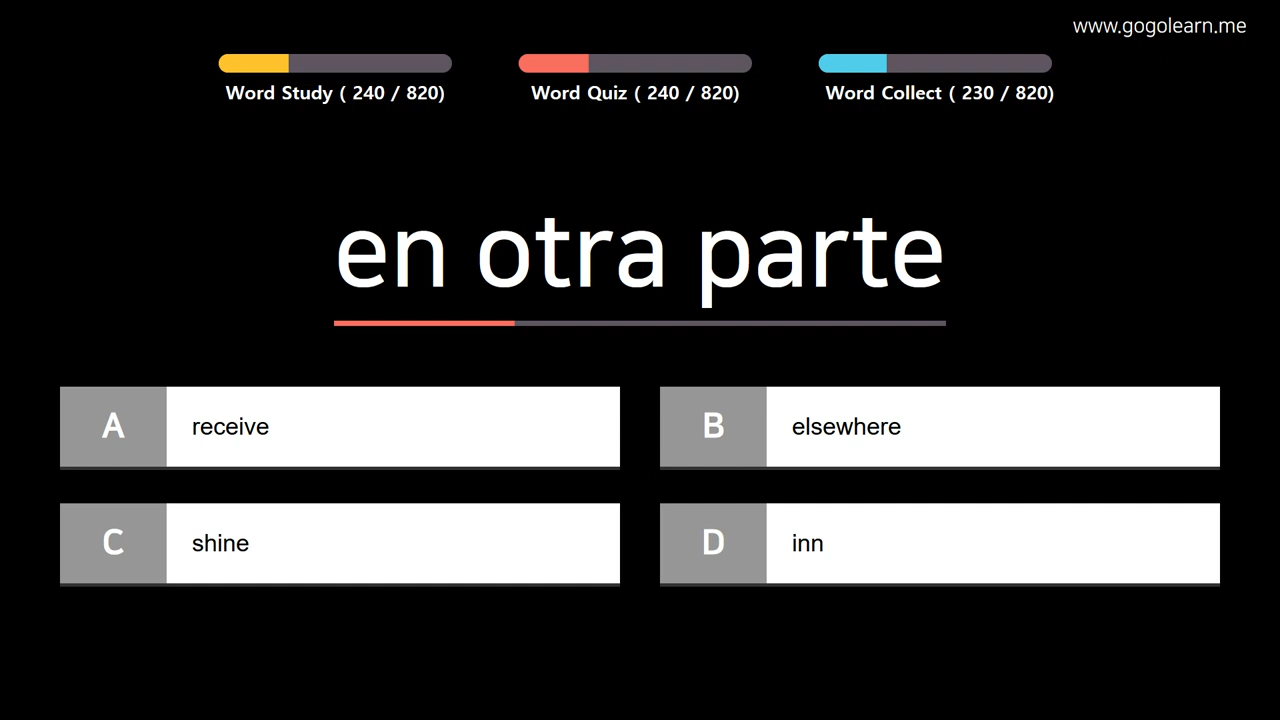 www.gogolearn.me
Word Study ( 240 / 820)
Word Quiz ( 240 / 820)
Word Collect ( 230 / 820)
en otra parte
A receive
B elsewhere
C shine
D inn